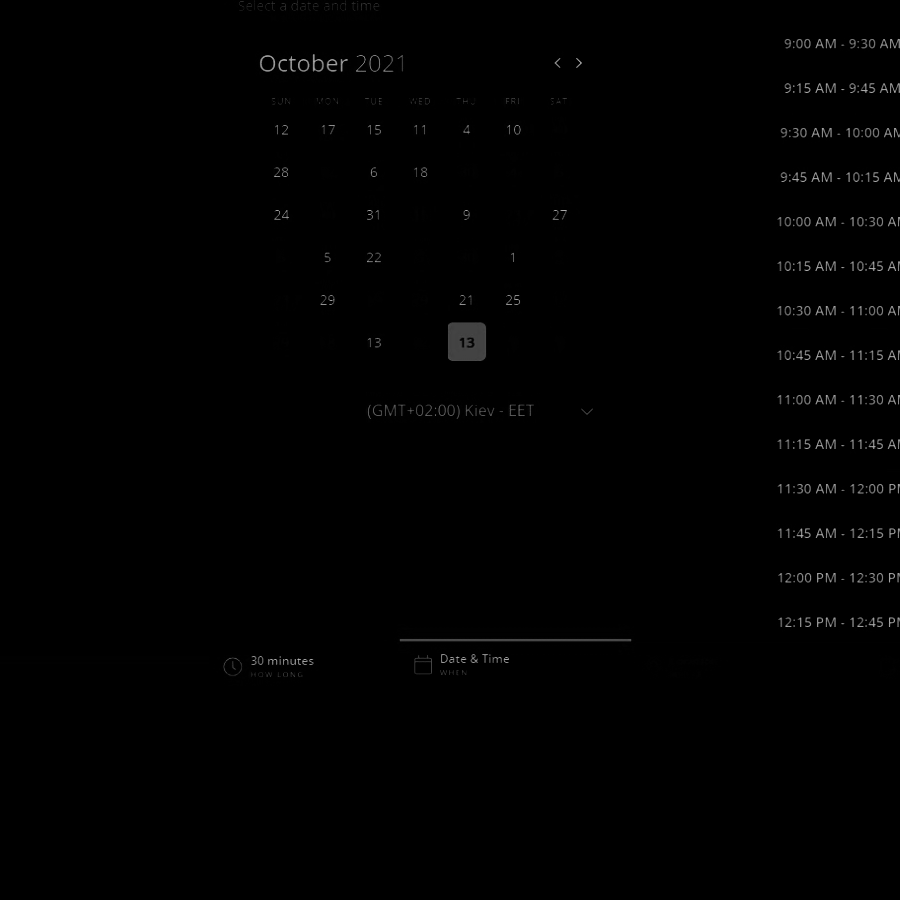 Select a date and time
October 2021
SUN MON TUE WED THU FRI SAT
12 17 15 11 4 10
28 6 18
24 31 9 27
5 22 1
29 21 25
13 13
(GMT+02:00) Kiev - EET
9:00 AM - 9:30 AM
9:15 AM - 9:45 AM
9:30 AM - 10:00 AM
9:45 AM - 10:15 AM
10:00 AM - 10:30 AM
10:15 AM - 10:45 AM
10:30 AM - 11:00 AM
10:45 AM - 11:15 AM
11:00 AM - 11:30 AM
11:15 AM - 11:45 AM
11:30 AM - 12:00 PM
11:45 AM - 12:15 PM
12:00 PM - 12:30 PM
12:15 PM - 12:45 PM
30 minutes
HOW LONG
Date & Time
WHEN